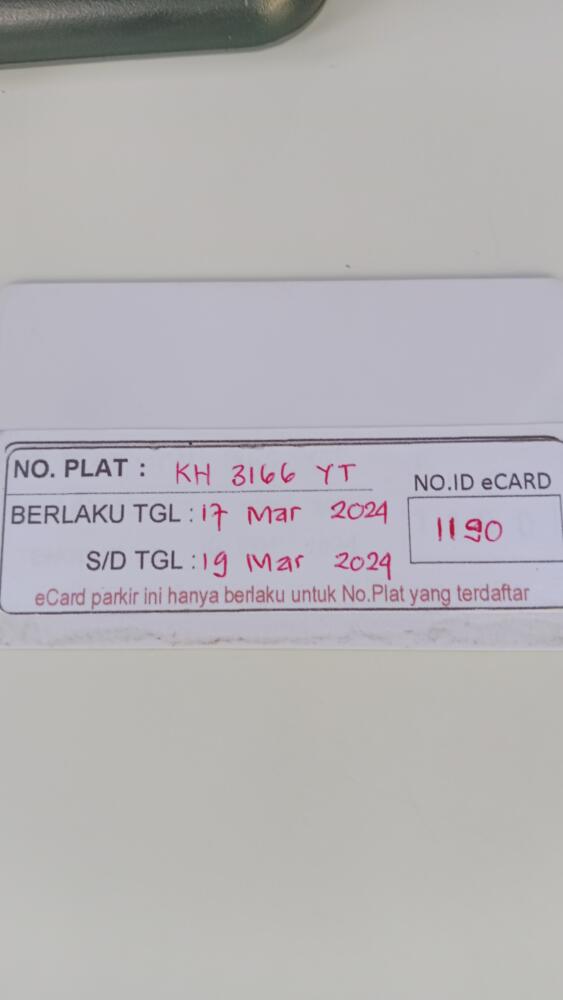 NO. PLAT : KH 3166 YT
NO.ID eCARD
BERLAKU TGL : 17 Mar 2024
1190
S/D TGL : 19 Mar 2024
eCard parkir ini hanya berlaku untuk No.Plat yang terdaftar